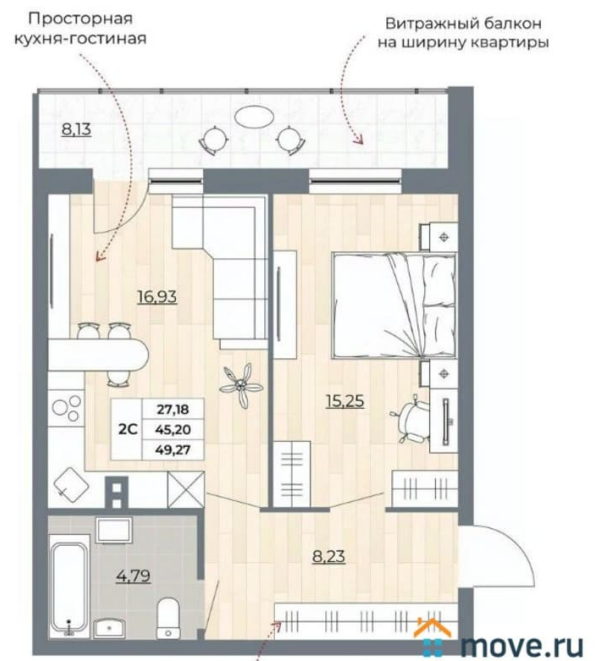 Просторная
кухня-гостиная
Витражный балкон
на ширину квартиры
8,13
16,93
15,25
2С
27,18
45,20
49,27
8,23
4,79
move.ru